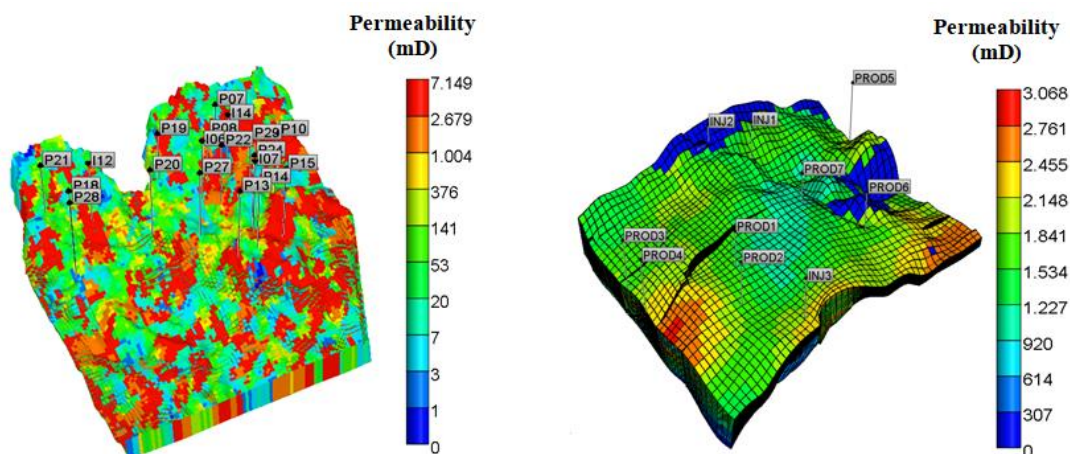 Permeability
(mD)
7.149
2.679
1.004
376
141
53
20
7
3
1
0
P07
I14
P19
P08
P29
P10
I06
P22
P21
I12
I07
P15
P20
P27
P14
P18
P13
P28
Permeability
(mD)
3.068
2.761
2.455
2.148
1.841
1.534
1.227
920
614
307
0
PROD5
INJ2
INJ1
PROD7
PROD6
PROD1
PROD3
PROD4
PROD2
INJ3